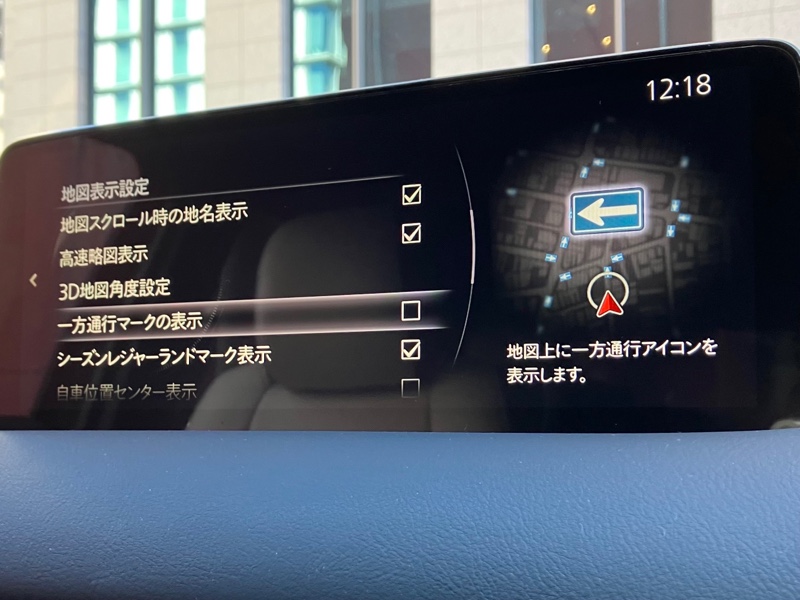 12:18
地図表示設定
地図スクロール時の地名表示
高速略図表示
3D地図角度設定
一方通行マークの表示
シーズンレジャーランドマーク表示
自車位置センター表示
地図上に一方通行アイコンを
表示します。